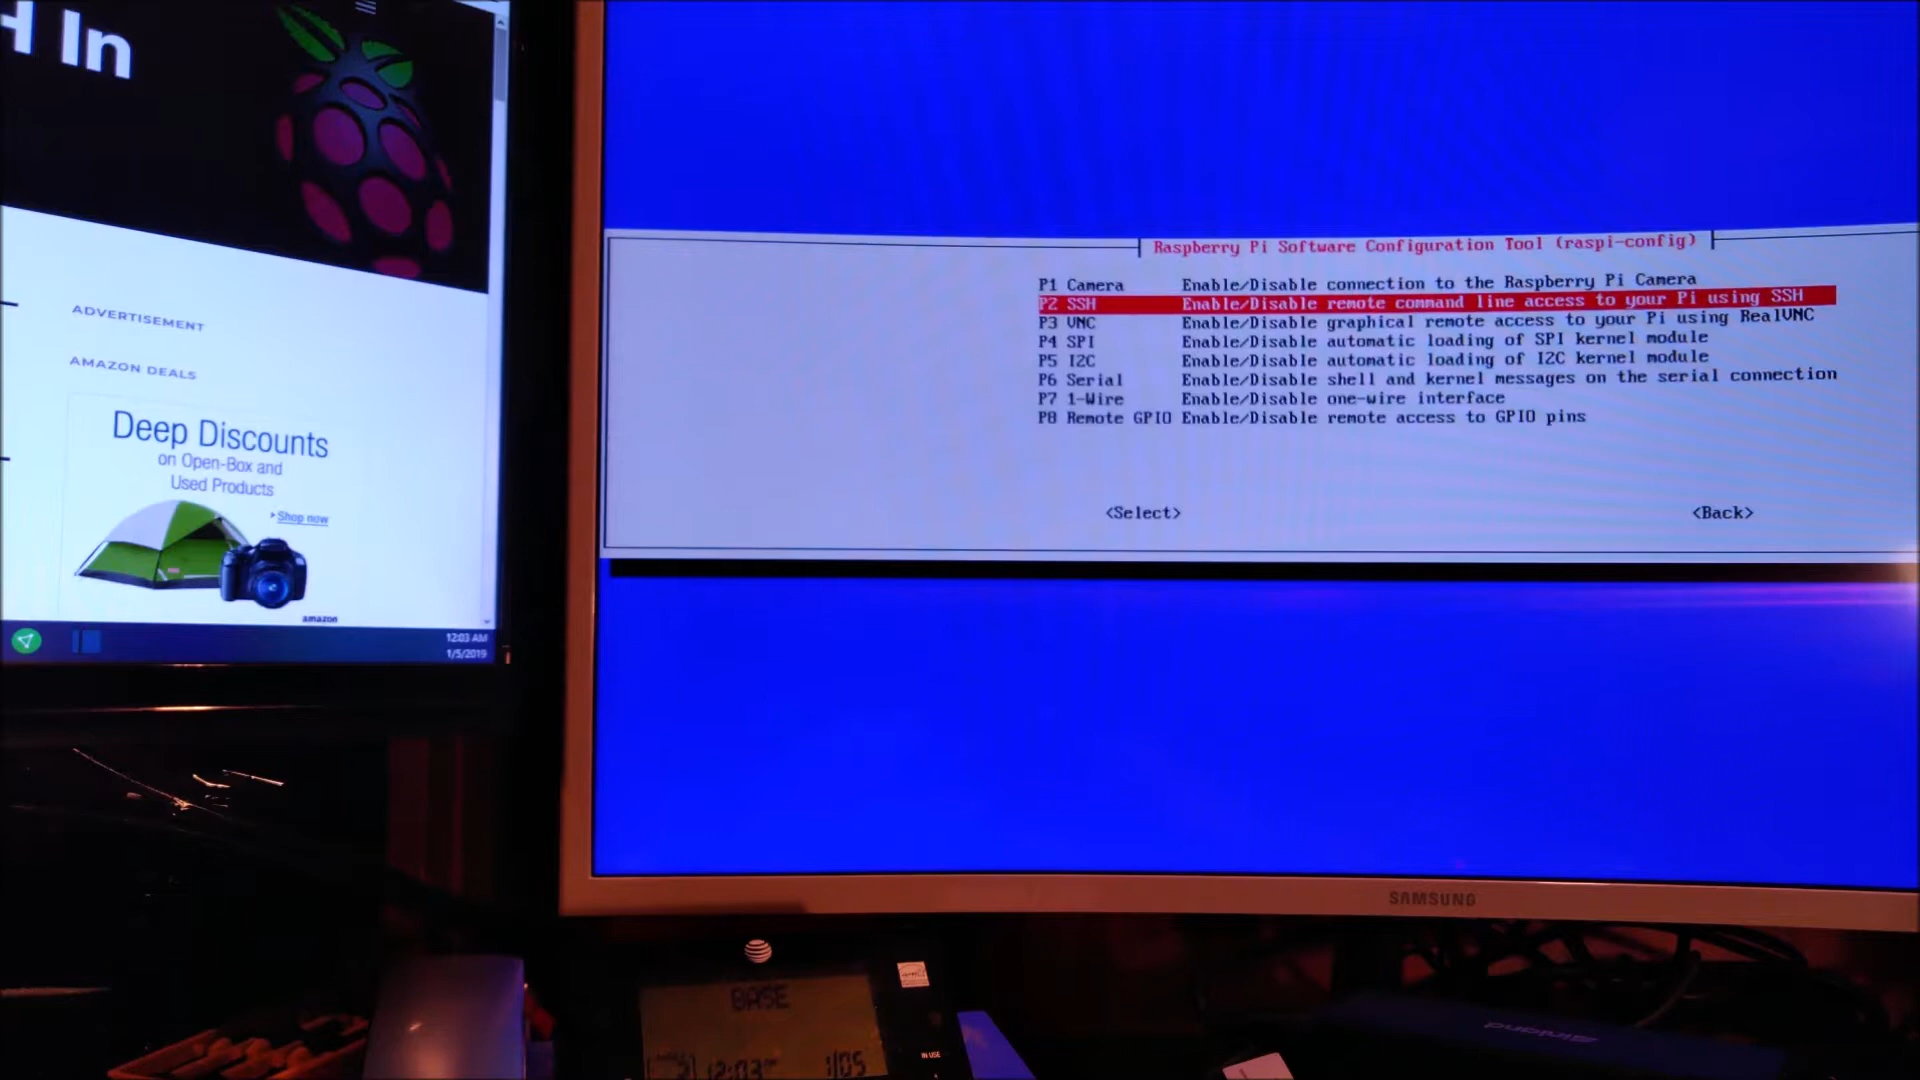 H In
ADVERTISEMENT
AMAZON DEALS
Deep Discounts
on Open-Box and
Used Products
Shop now
amazon
12:03 AM
1/5/2019
Raspberry Pi Software Configuration Tool (raspi-config)
P1 Camera Enable/Disable connection to the Raspberry Pi Camera
P2 SSH Enable/Disable remote command line access to your Pi using SSH
P3 VNC Enable/Disable graphical remote access to your Pi using RealVNC
P4 SPI Enable/Disable automatic loading of SPI kernel module
P5 I2C Enable/Disable automatic loading of I2C kernel module
P6 Serial Enable/Disable shell and kernel messages on the serial connection
P7 1-Wire Enable/Disable one-wire interface
P8 Remote GPIO Enable/Disable remote access to GPIO pins
<Select> <Back>
SAMSUNG
BASE
12:03 1/05
IN USE